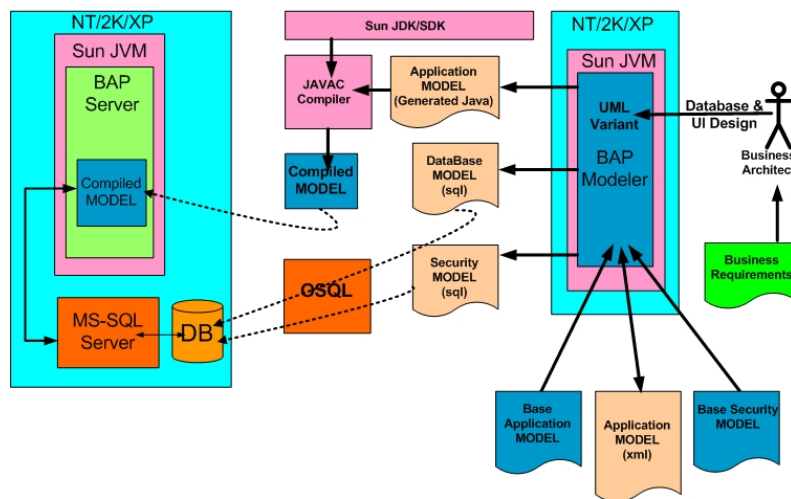 NT/2K/XP
Sun JVM
BAP
Server
Compiled
MODEL
MS-SQL
Server
DB
Sun JDK/SDK
JAVAC
Compiler
Application
MODEL
(Generated Java)
Compiled
MODEL
DataBase
MODEL
(sql)
OSQL
Security
MODEL
(sql)
NT/2K/XP
Sun JVM
UML
Variant
BAP
Modeler
Database &
UI Design
Business
Architect
Business
Requirements
Base
Application
MODEL
Application
MODEL
(xml)
Base Security
MODEL